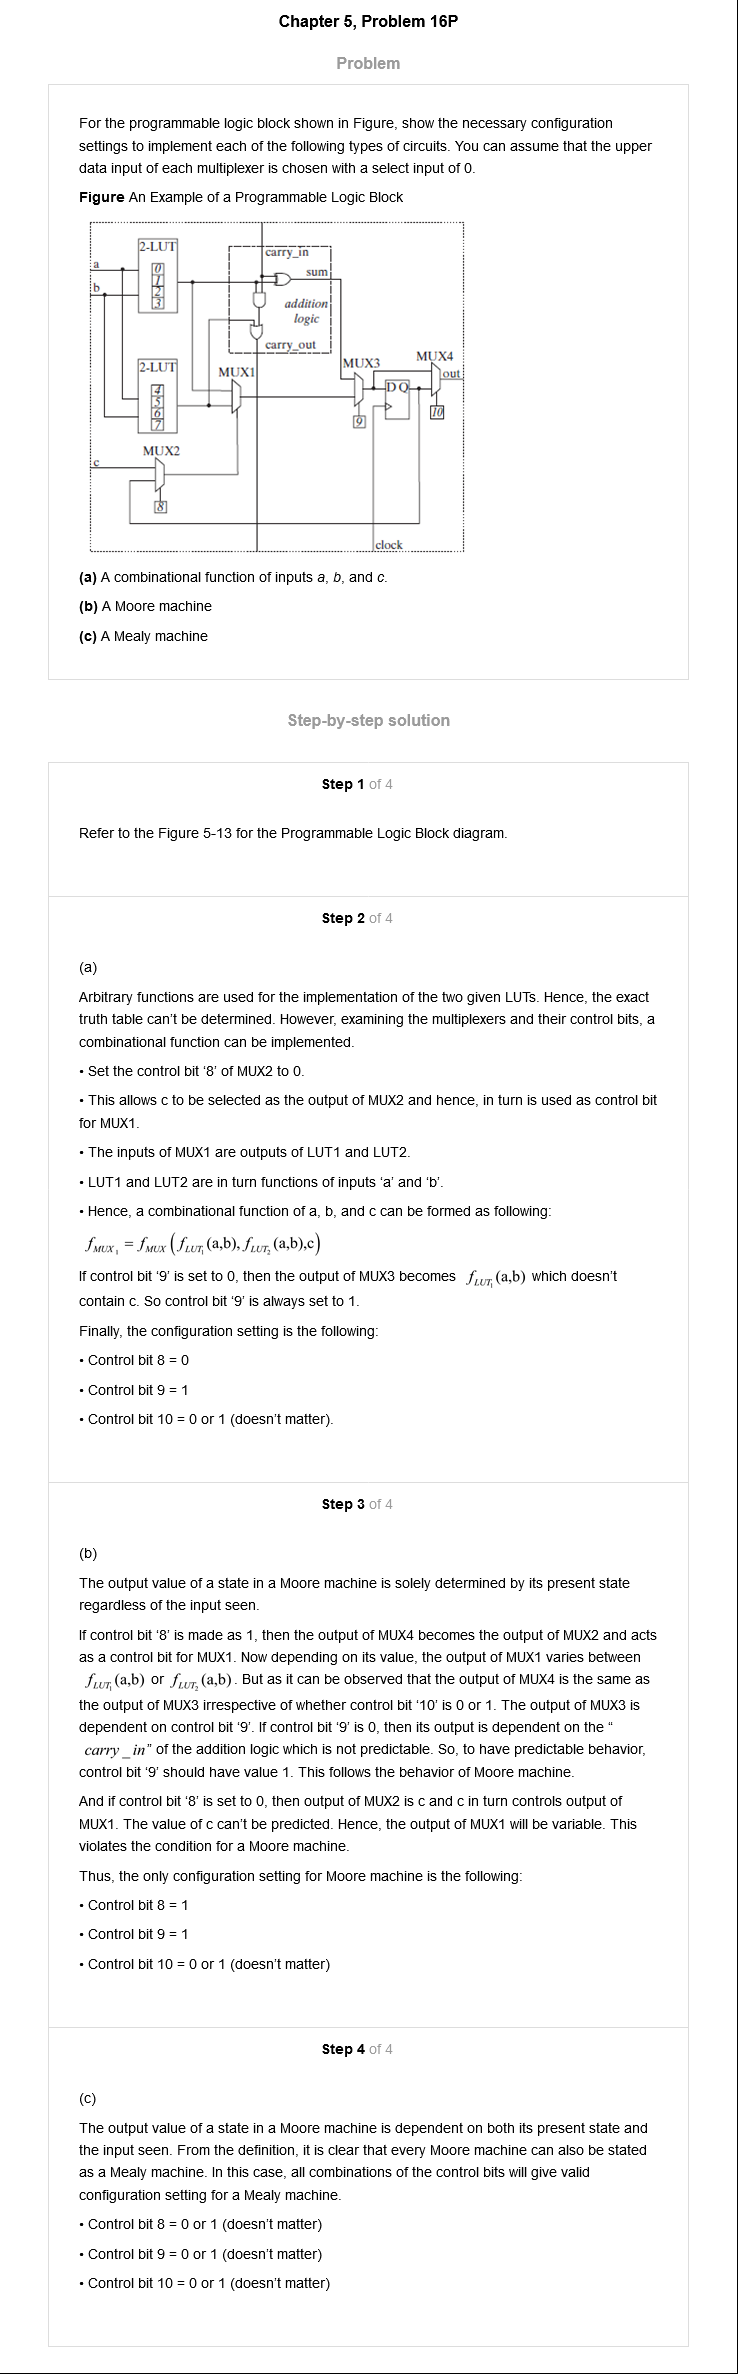 Chapter 5, Problem 16P
Problem
For the programmable logic block shown in Figure, show the necessary configuration
settings to implement each of the following types of circuits. You can assume that the upper
data input of each multiplexer is chosen with a select input of 0.
Figure An Example of a Programmable Logic Block
2-LUT
carry_in
a
0
1
2
3
sum
b
addition
logic
carry_out
2-LUT
MUX1
MUX3
MUX4
out
4
5
6
7
D Q
9
10
MUX2
c
8
clock
(a) A combinational function of inputs a, b, and c.
(b) A Moore machine
(c) A Mealy machine
Step-by-step solution
Step 1 of 4
Refer to the Figure 5-13 for the Programmable Logic Block diagram.
Step 2 of 4
(a)
Arbitrary functions are used for the implementation of the two given LUTs. Hence, the exact
truth table can't be determined. However, examining the multiplexers and their control bits, a
combinational function can be implemented.
• Set the control bit ‘8’ of MUX2 to 0.
• This allows c to be selected as the output of MUX2 and hence, in turn is used as control bit
for MUX1.
• The inputs of MUX1 are outputs of LUT1 and LUT2.
• LUT1 and LUT2 are in turn functions of inputs ‘a’ and ‘b’.
• Hence, a combinational function of a, b, and c can be formed as following:
f_{MUX_1} = f_{MUX} (f_{LUT_1}(a,b), f_{LUT_2}(a,b),c)
If control bit ‘9’ is set to 0, then the output of MUX3 becomes f_{LUT_1}(a,b) which doesn't
contain c. So control bit ‘9’ is always set to 1.
Finally, the configuration setting is the following:
• Control bit 8 = 0
• Control bit 9 = 1
• Control bit 10 = 0 or 1 (doesn't matter).
Step 3 of 4
(b)
The output value of a state in a Moore machine is solely determined by its present state
regardless of the input seen.
If control bit ‘8’ is made as 1, then the output of MUX4 becomes the output of MUX2 and acts
as a control bit for MUX1. Now depending on its value, the output of MUX1 varies between
f_{LUT_1}(a,b) or f_{LUT_2}(a,b). But as it can be observed that the output of MUX4 is the same as
the output of MUX3 irrespective of whether control bit ‘10’ is 0 or 1. The output of MUX3 is
dependent on control bit ‘9’. If control bit ‘9’ is 0, then its output is dependent on the “
carry_in” of the addition logic which is not predictable. So, to have predictable behavior,
control bit ‘9’ should have value 1. This follows the behavior of Moore machine.
And if control bit ‘8’ is set to 0, then output of MUX2 is c and c in turn controls output of
MUX1. The value of c can't be predicted. Hence, the output of MUX1 will be variable. This
violates the condition for a Moore machine.
Thus, the only configuration setting for Moore machine is the following:
• Control bit 8 = 1
• Control bit 9 = 1
• Control bit 10 = 0 or 1 (doesn't matter)
Step 4 of 4
(c)
The output value of a state in a Moore machine is dependent on both its present state and
the input seen. From the definition, it is clear that every Moore machine can also be stated
as a Mealy machine. In this case, all combinations of the control bits will give valid
configuration setting for a Mealy machine.
• Control bit 8 = 0 or 1 (doesn't matter)
• Control bit 9 = 0 or 1 (doesn't matter)
• Control bit 10 = 0 or 1 (doesn't matter)